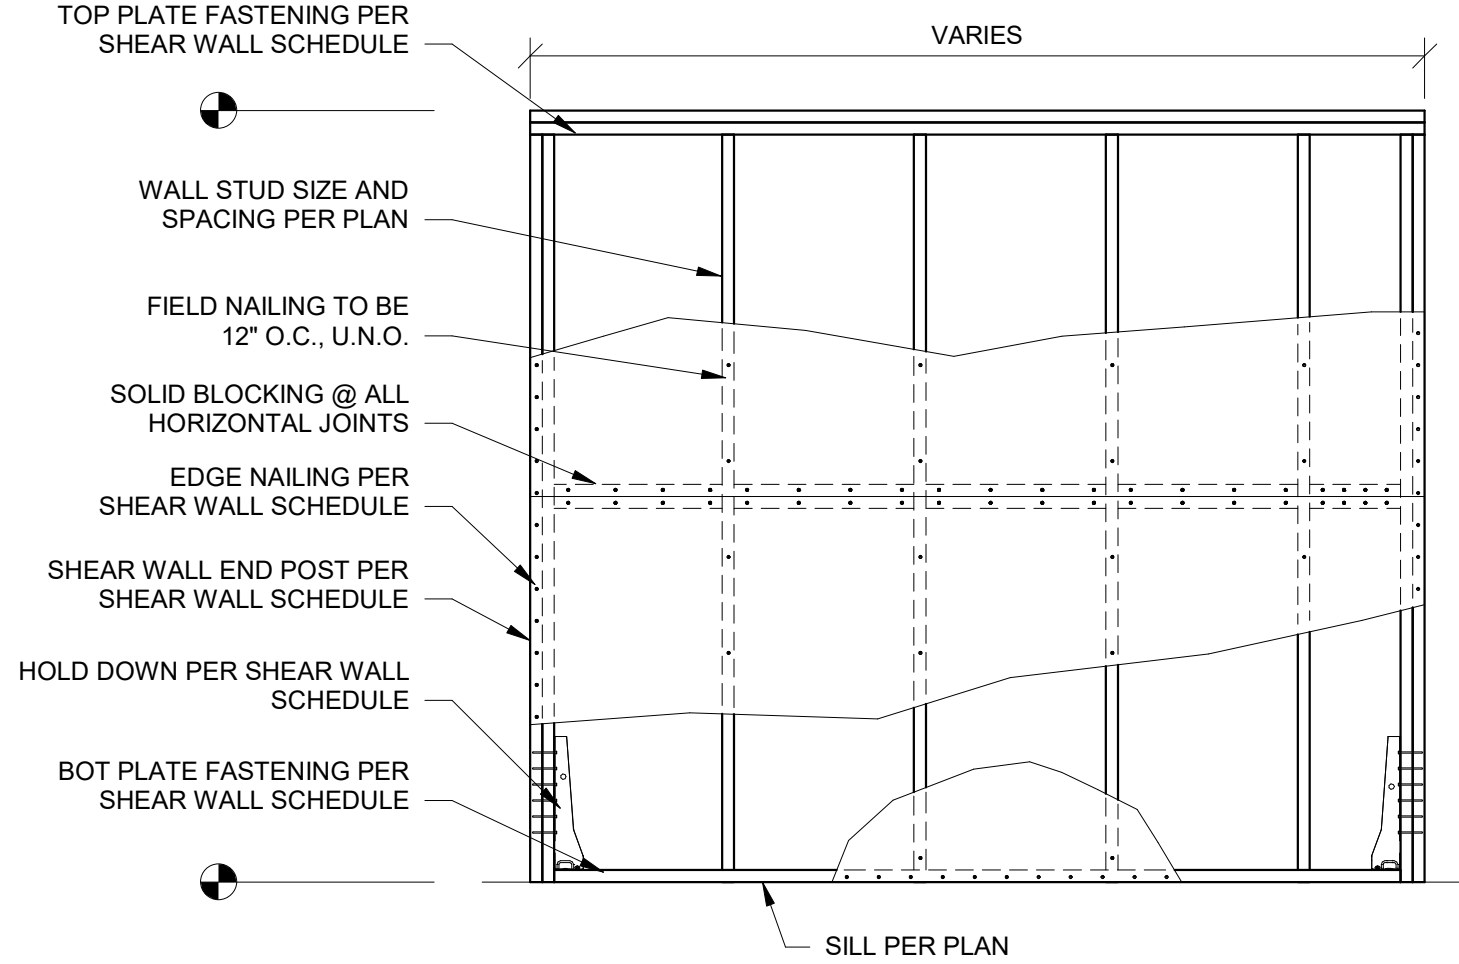 TOP PLATE FASTENING PER
SHEAR WALL SCHEDULE
VARIES
WALL STUD SIZE AND
SPACING PER PLAN
FIELD NAILING TO BE
12" O.C., U.N.O.
SOLID BLOCKING @ ALL
HORIZONTAL JOINTS
EDGE NAILING PER
SHEAR WALL SCHEDULE
SHEAR WALL END POST PER
SHEAR WALL SCHEDULE
HOLD DOWN PER SHEAR WALL
SCHEDULE
BOT PLATE FASTENING PER
SHEAR WALL SCHEDULE
SILL PER PLAN